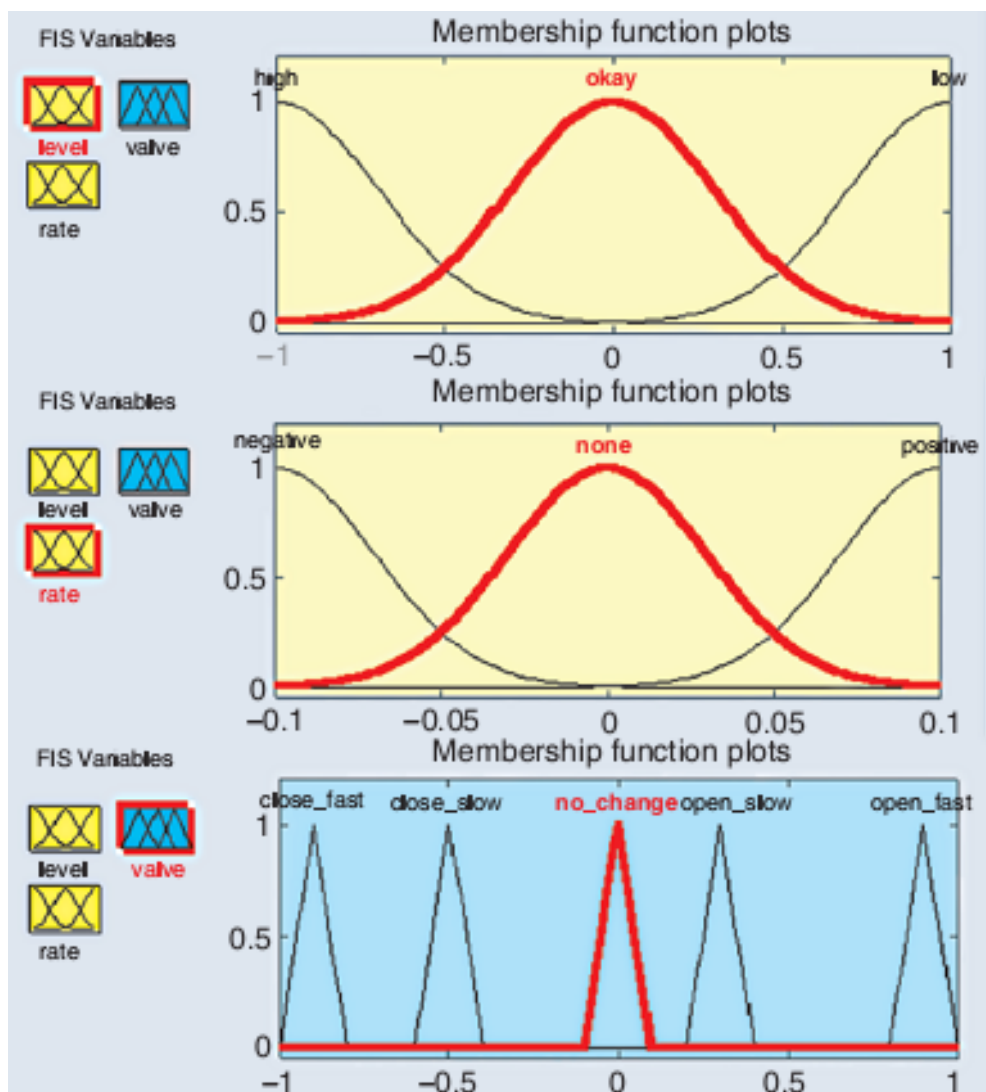 FIS Variables
Membership function plots
high okay low
level valve
rate
1
0.5
0
−1 −0.5 0 0.5 1
FIS Variables
Membership function plots
negative none positive
level valve
rate
1
0.5
0
−0.1 −0.05 0 0.05 0.1
FIS Variables
Membership function plots
close_fast close_slow no_change open_slow open_fast
level valve
rate
1
0.5
0
−1 −0.5 0 0.5 1